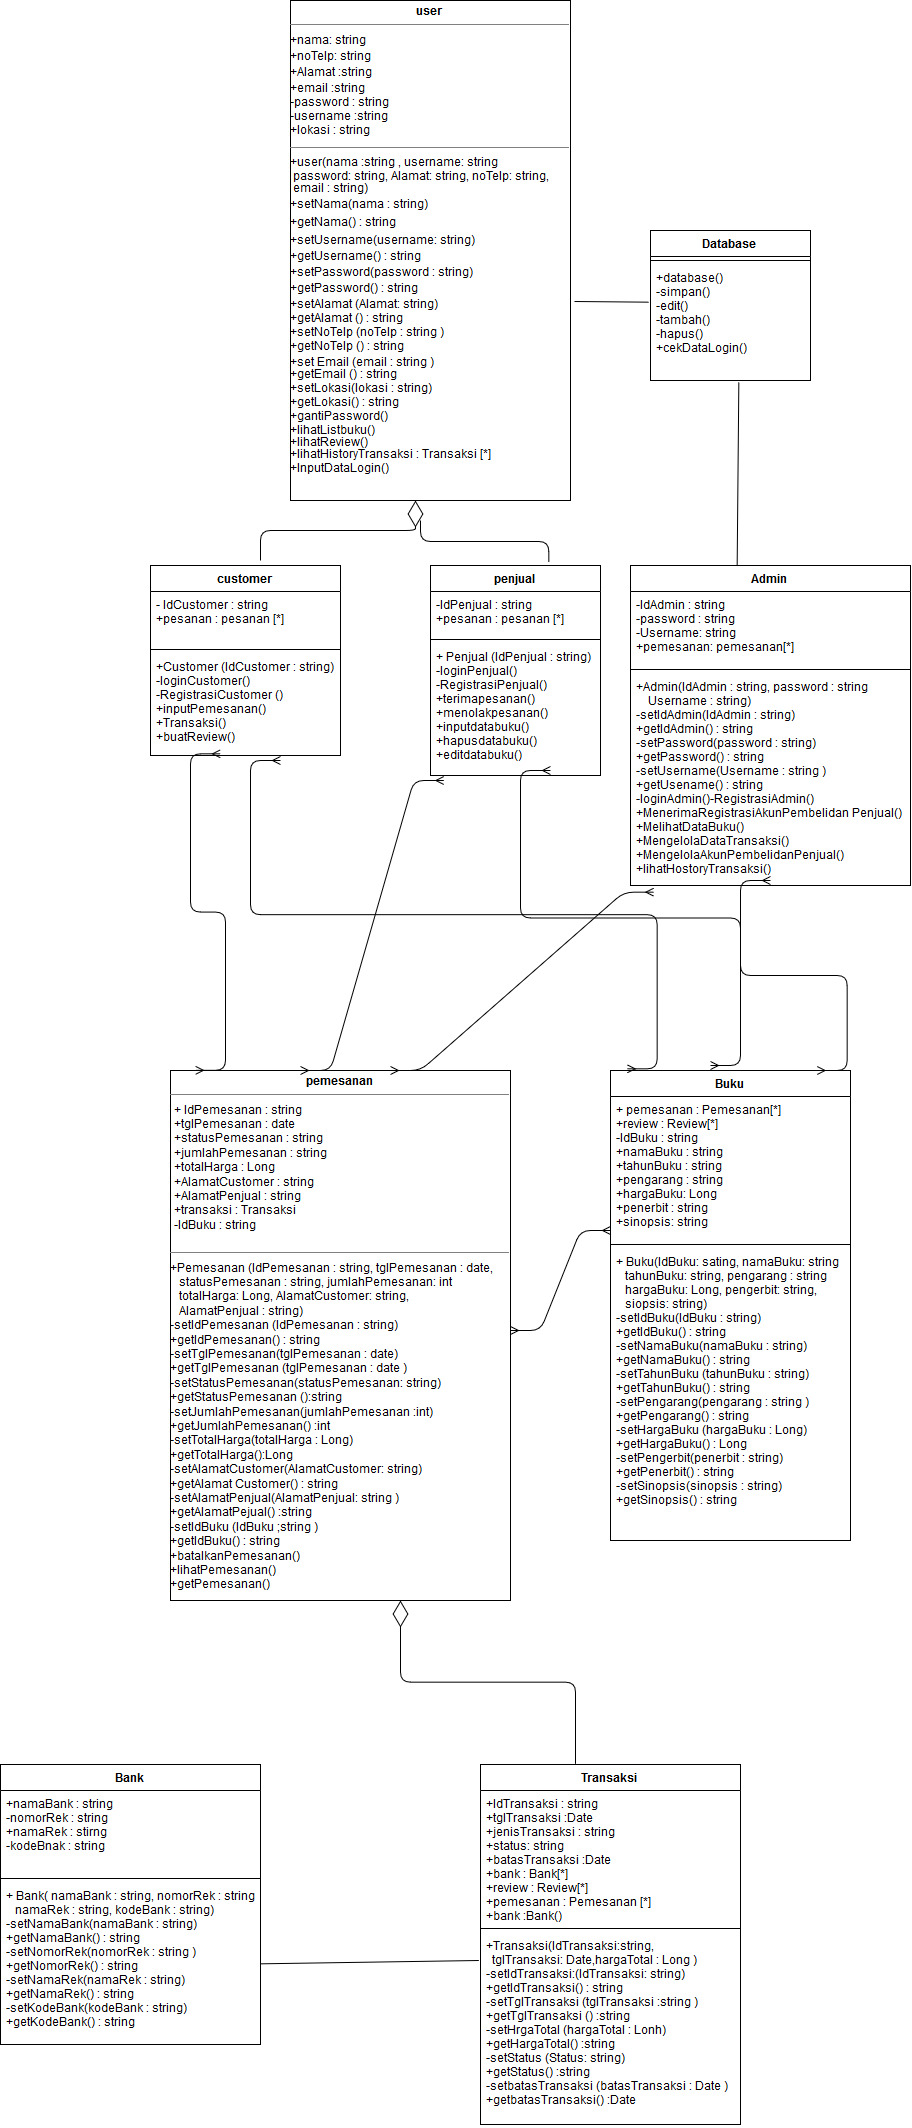 user
+nama: string
+noTelp: string
+Alamat :string
+email :string
-password : string
-username :string
+lokasi : string
+user(nama :string , username: string
password: string, Alamat: string, noTelp: string,
email : string)
+setNama(nama : string)
+getNama() : string
+setUsername(username: string)
+getUsername() : string
+setPassword(password : string)
+getPassword() : string
+setAlamat (Alamat: string)
+getAlamat () : string
+setNoTelp (noTelp : string )
+getNoTelp () : string
+set Email (email : string )
+getEmail () : string
+setLokasi(lokasi : string)
+getLokasi() : string
+gantiPassword()
+lihatListbuku()
+lihatReview()
+lihatHistoryTransaksi : Transaksi [*]
+InputDataLogin()
Database
+database()
-simpan()
-edit()
-tambah()
-hapus()
+cekDataLogin()
customer
- IdCustomer : string
+pesanan : pesanan [*]
+Customer (IdCustomer : string)
-loginCustomer()
-RegistrasiCustomer ()
+inputPemesanan()
+Transaksi()
+buatReview()
penjual
-IdPenjual : string
+pesanan : pesanan [*]
+ Penjual (IdPenjual : string)
-loginPenjual()
-RegistrasiPenjual()
+terimapesanan()
+menolakpesanan()
+inputdatabuku()
+hapusdatabuku()
+editdatabuku()
Admin
-IdAdmin : string
-password : string
-Username: string
+pemesanan: pemesanan[*]
+Admin(IdAdmin : string, password : string
Username : string)
-setIdAdmin(IdAdmin : string)
+getIdAdmin() : string
-setPassword(password : string)
+getPassword() : string
-setUsername(Username : string )
+getUsename() : string
-loginAdmin()-RegistrasiAdmin()
+MenerimaRegistrasiAkunPembelidan Penjual()
+MelihatDataBuku()
+MengelolaDataTransaksi()
+MengelolaAkunPembelidanPenjual()
+lihatHostoryTransaksi()
pemesanan
+ IdPemesanan : string
+tglPemesanan : date
+statusPemesanan : string
+jumlahPemesanan : string
+totalHarga : Long
+AlamatCustomer : string
+AlamatPenjual : string
+transaksi : Transaksi
-IdBuku : string
+Pemesanan (IdPemesanan : string, tglPemesanan : date,
statusPemesanan : string, jumlahPemesanan: int
totalHarga: Long, AlamatCustomer: string,
AlamatPenjual : string)
-setIdPemesanan (IdPemesanan : string)
+getIdPemesanan() : string
-setTglPemesanan(tglPemesanan : date)
+getTglPemesanan (tglPemesanan : date )
-setStatusPemesanan(statusPemesanan: string)
+getStatusPemesanan ():string
-setJumlahPemesanan(jumlahPemesanan :int)
+getJumlahPemesanan() :int
-setTotalHarga(totalHarga : Long)
+getTotalHarga():Long
-setAlamatCustomer(AlamatCustomer: string)
+getAlamat Customer() : string
-setAlamatPenjual(AlamatPenjual: string )
+getAlamatPejual() :string
-setIdBuku (IdBuku ;string )
+getIdBuku() : string
+batalkanPemesanan()
+lihatPemesanan()
+getPemesanan()
Buku
+ pemesanan : Pemesanan[*]
+review : Review[*]
-IdBuku : string
+namaBuku : string
+tahunBuku : string
+pengarang : string
+hargaBuku: Long
+penerbit : string
+sinopsis: string
+ Buku(IdBuku: sating, namaBuku: string
tahunBuku: string, pengarang : string
hargaBuku: Long, pengerbit: string,
siopsis: string)
-setIdBuku(IdBuku : string)
+getIdBuku() : string
-setNamaBuku(namaBuku : string)
+getNamaBuku() : string
-setTahunBuku (tahunBuku : string)
+getTahunBuku() : string
-setPengarang(pengarang : string )
+getPengarang() : string
-setHargaBuku (hargaBuku : Long)
+getHargaBuku() : Long
-setPengerbit(penerbit : string)
+getPenerbit() : string
-setSinopsis(sinopsis : string)
+getSinopsis() : string
Bank
+namaBank : string
-nomorRek : string
+namaRek : stirng
-kodeBnak : string
+ Bank( namaBank : string, nomorRek : string
namaRek : string, kodeBank : string)
-setNamaBank(namaBank : string)
+getNamaBank() : string
-setNomorRek(nomorRek : string )
+getNomorRek() : string
-setNamaRek(namaRek : string)
+getNamaRek() : string
-setKodeBank(kodeBank : string)
+getKodeBank() : string
Transaksi
+IdTransaksi : string
+tglTransaksi :Date
+jenisTransaksi : string
+status: string
+batasTransaksi :Date
+bank : Bank[*]
+review : Review[*]
+pemesanan : Pemesanan [*]
+bank :Bank()
+Transaksi(IdTransaksi:string,
tglTransaksi: Date,hargaTotal : Long )
-setIdTransaksi:(IdTransaksi: string)
+getIdTransaksi() : string
-setTglTransaksi (tglTransaksi :string )
+getTglTransaksi () :string
-setHrgaTotal (hargaTotal : Lonh)
+getHargaTotal() :string
-setStatus (Status: string)
+getStatus() :string
-setbatasTransaksi (batasTransaksi : Date )
+getbatasTransaksi() :Date